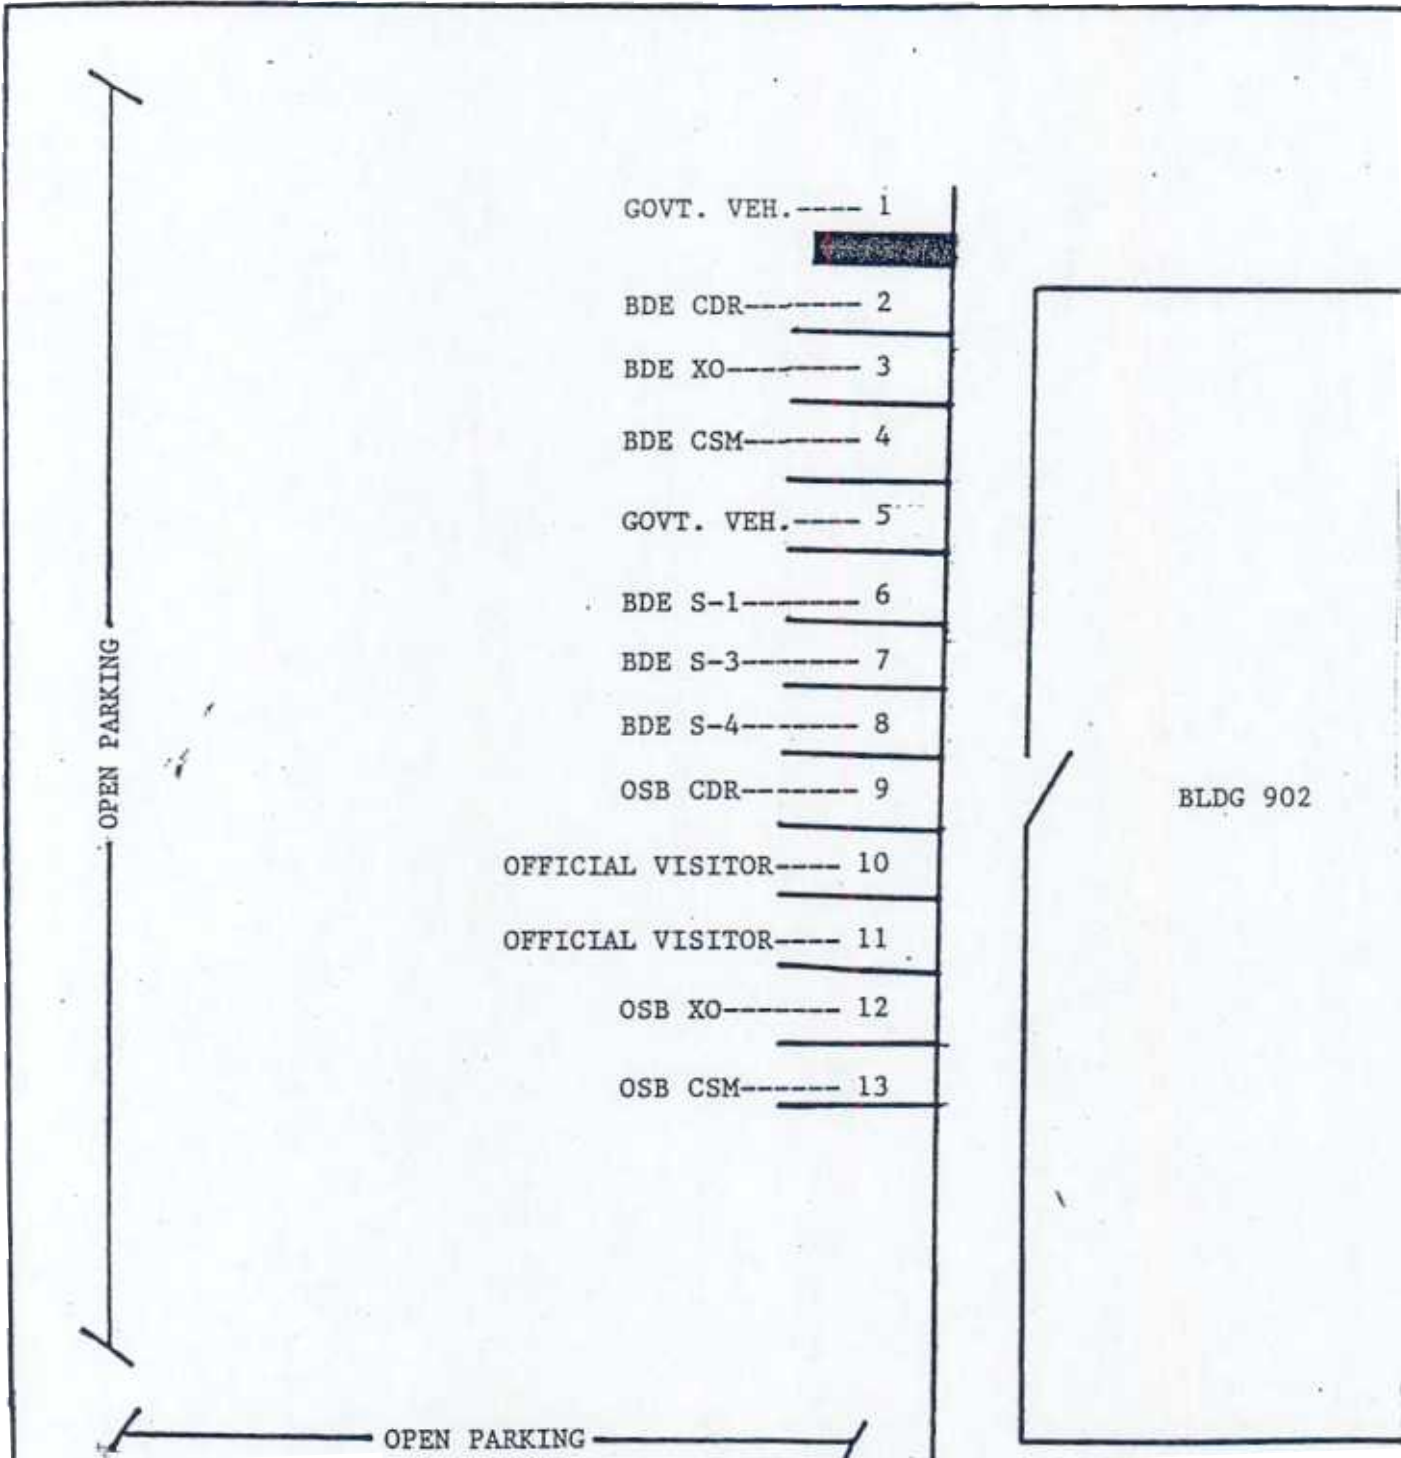 GOVT. VEH.---- 1
BDE CDR------- 2
BDE XO-------- 3
BDE CSM------- 4
GOVT. VEH.---- 5
BDE S-1------- 6
BDE S-3------- 7
BDE S-4------- 8
OSB CDR------- 9
OFFICIAL VISITOR---- 10
OFFICIAL VISITOR---- 11
OSB XO------- 12
OSB CSM------ 13
OPEN PARKING
BLDG 902
OPEN PARKING